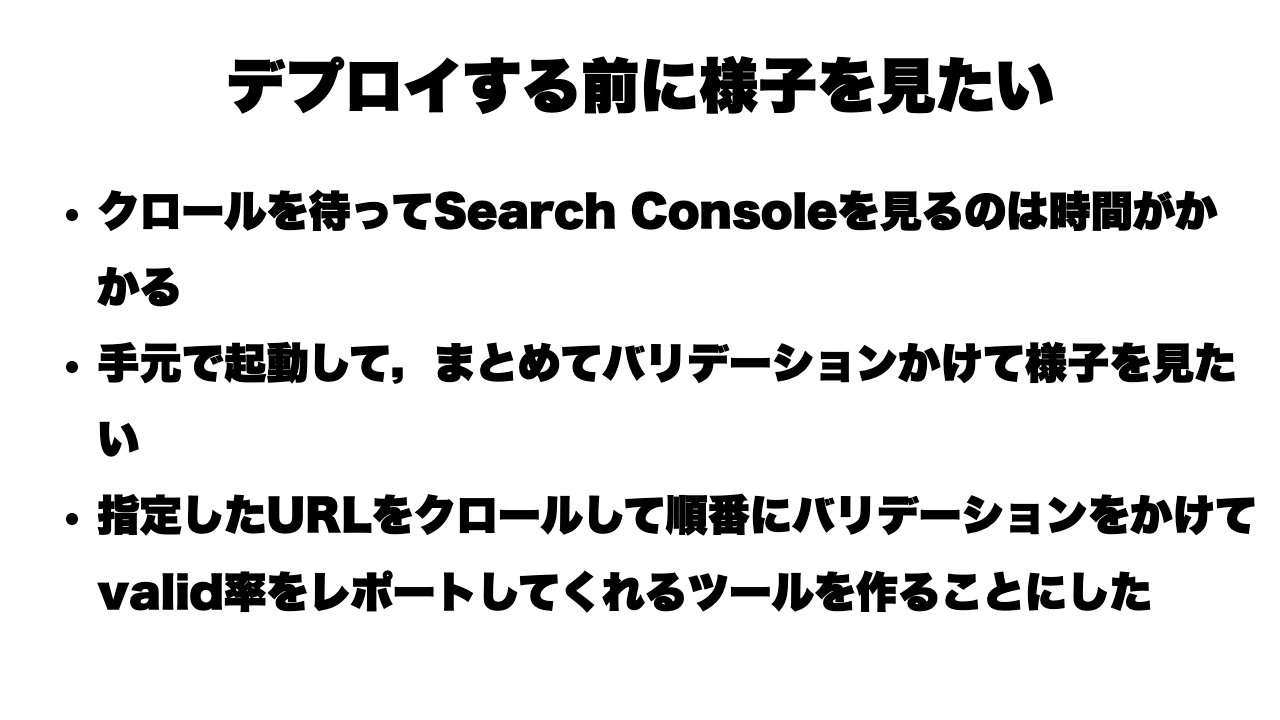 デプロイする前に様子を見たい
• クロールを待ってSearch Consoleを見るのは時間がか
かる
• 手元で起動して，まとめてバリデーションかけて様子を見た
い
• 指定したURLをクロールして順番にバリデーションをかけて
valid率をレポートしてくれるツールを作ることにした